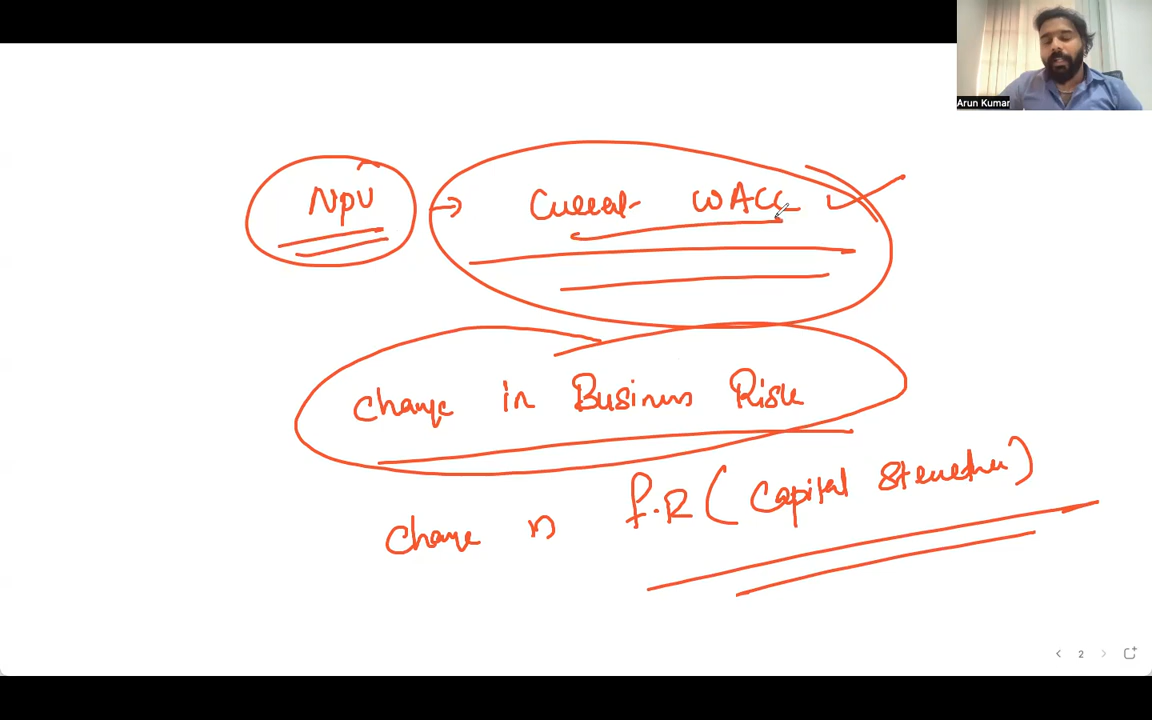 Arun Kumar
NPV → Current WACC
Change in Business Risk
Change in F.R (Capital Structure)
2